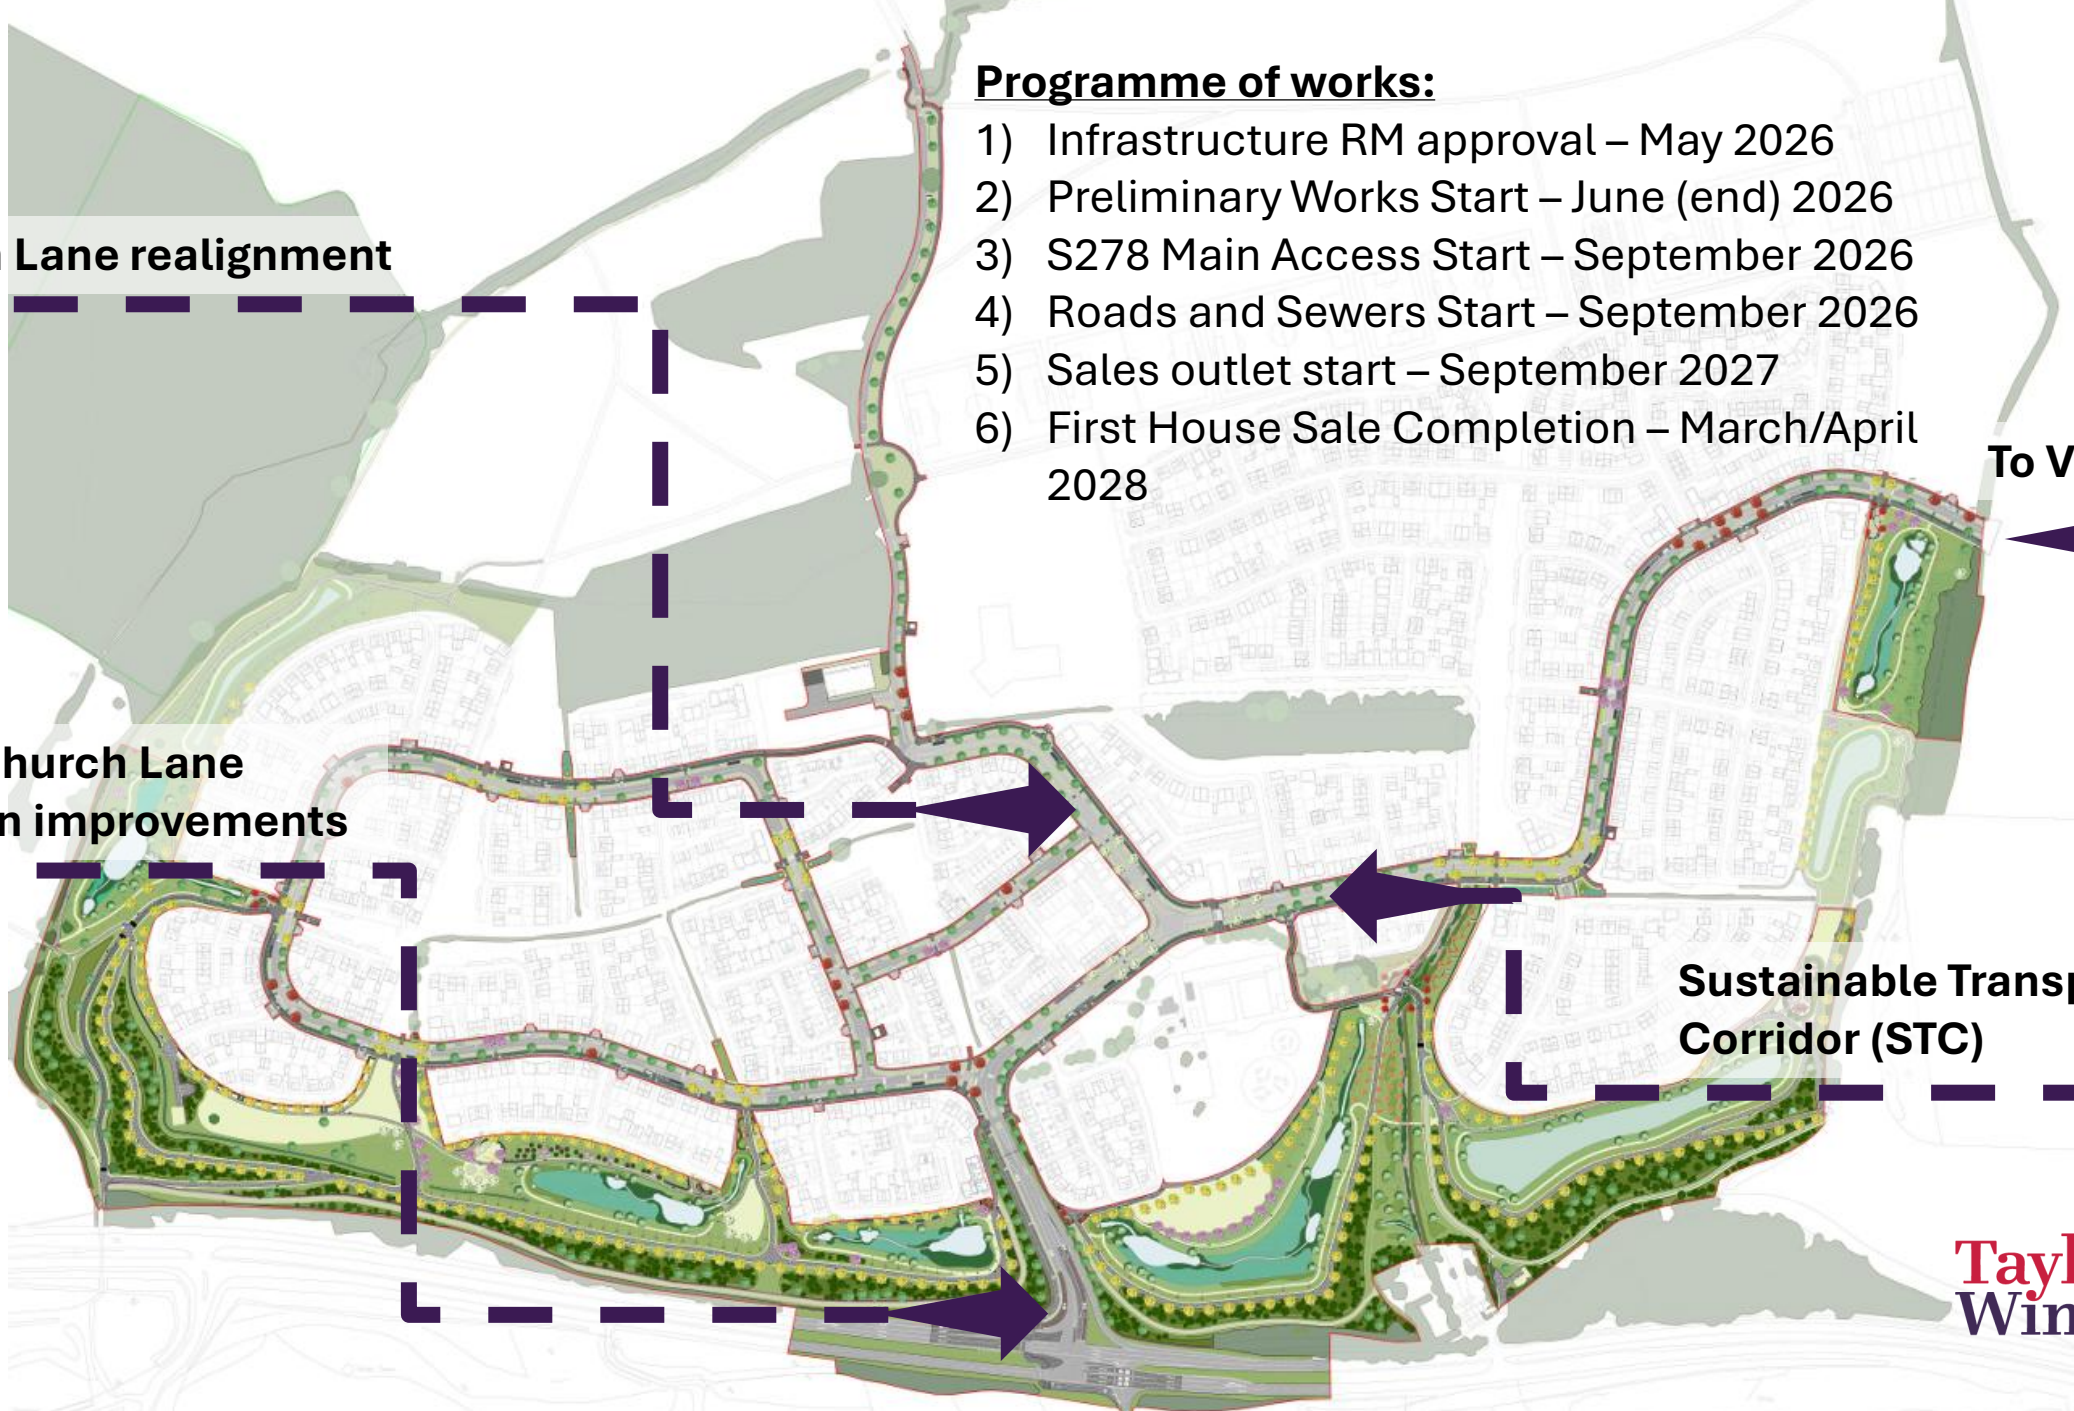 Programme of works:
1) Infrastructure RM approval – May 2026
2) Preliminary Works Start – June (end) 2026
3) S278 Main Access Start – September 2026
4) Roads and Sewers Start – September 2026
5) Sales outlet start – September 2027
6) First House Sale Completion – March/April
2028
Lane realignment
To V
hurch Lane
n improvements
Sustainable Transp
Corridor (STC)
Tayl
Wim